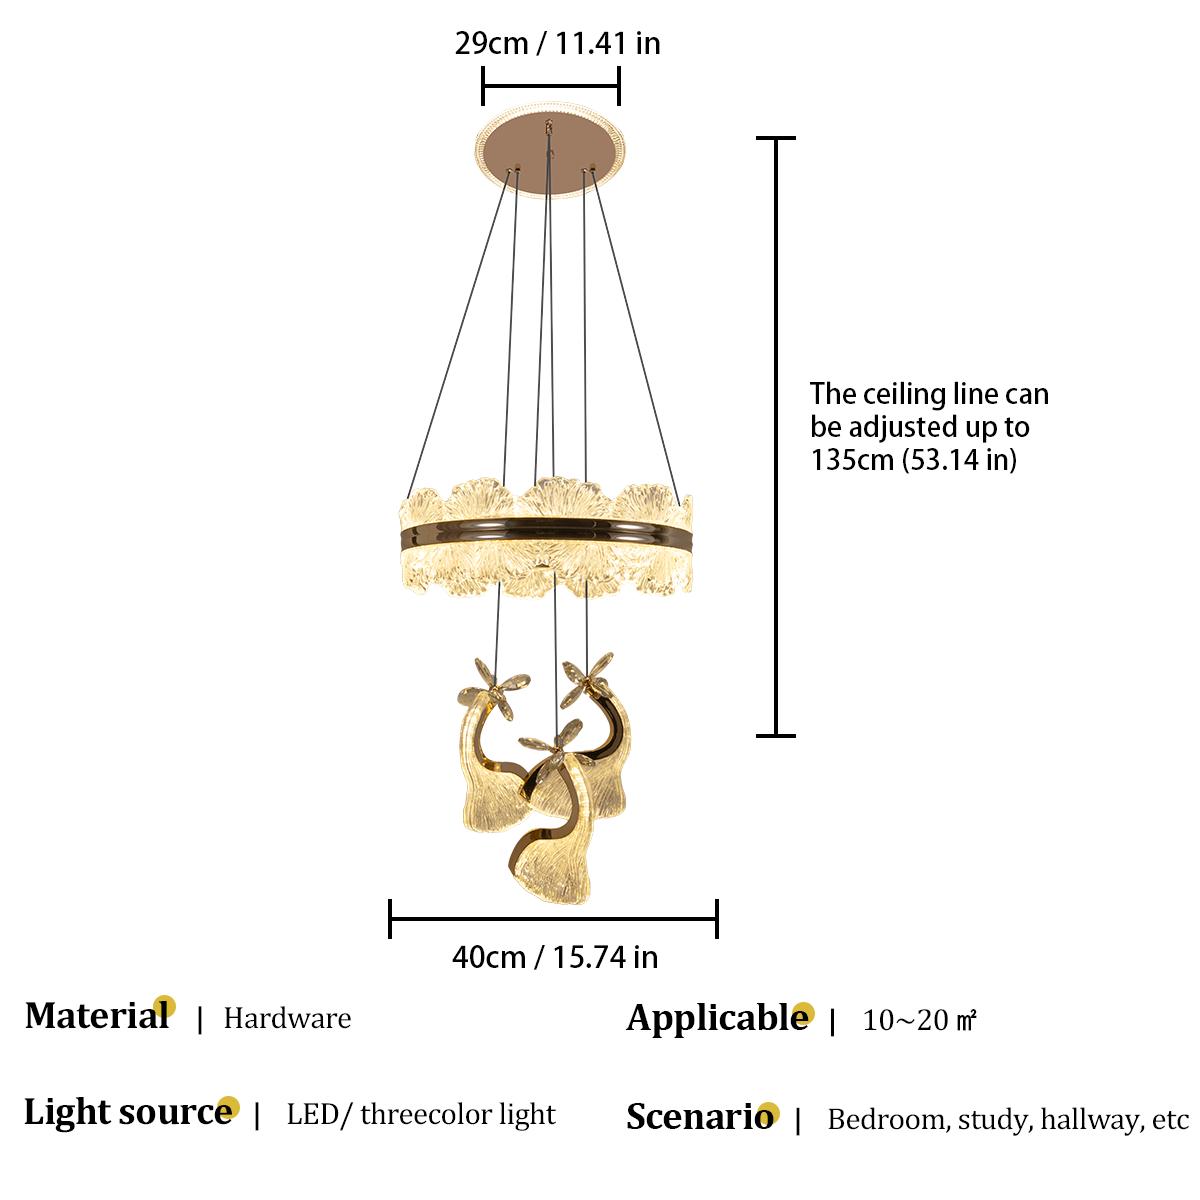 29cm / 11.41 in
The ceiling line can
be adjusted up to
135cm (53.14 in)
40cm / 15.74 in
Material | Hardware
Applicable | 10~20 ㎡
Light source | LED/ threecolor light
Scenario | Bedroom, study, hallway, etc